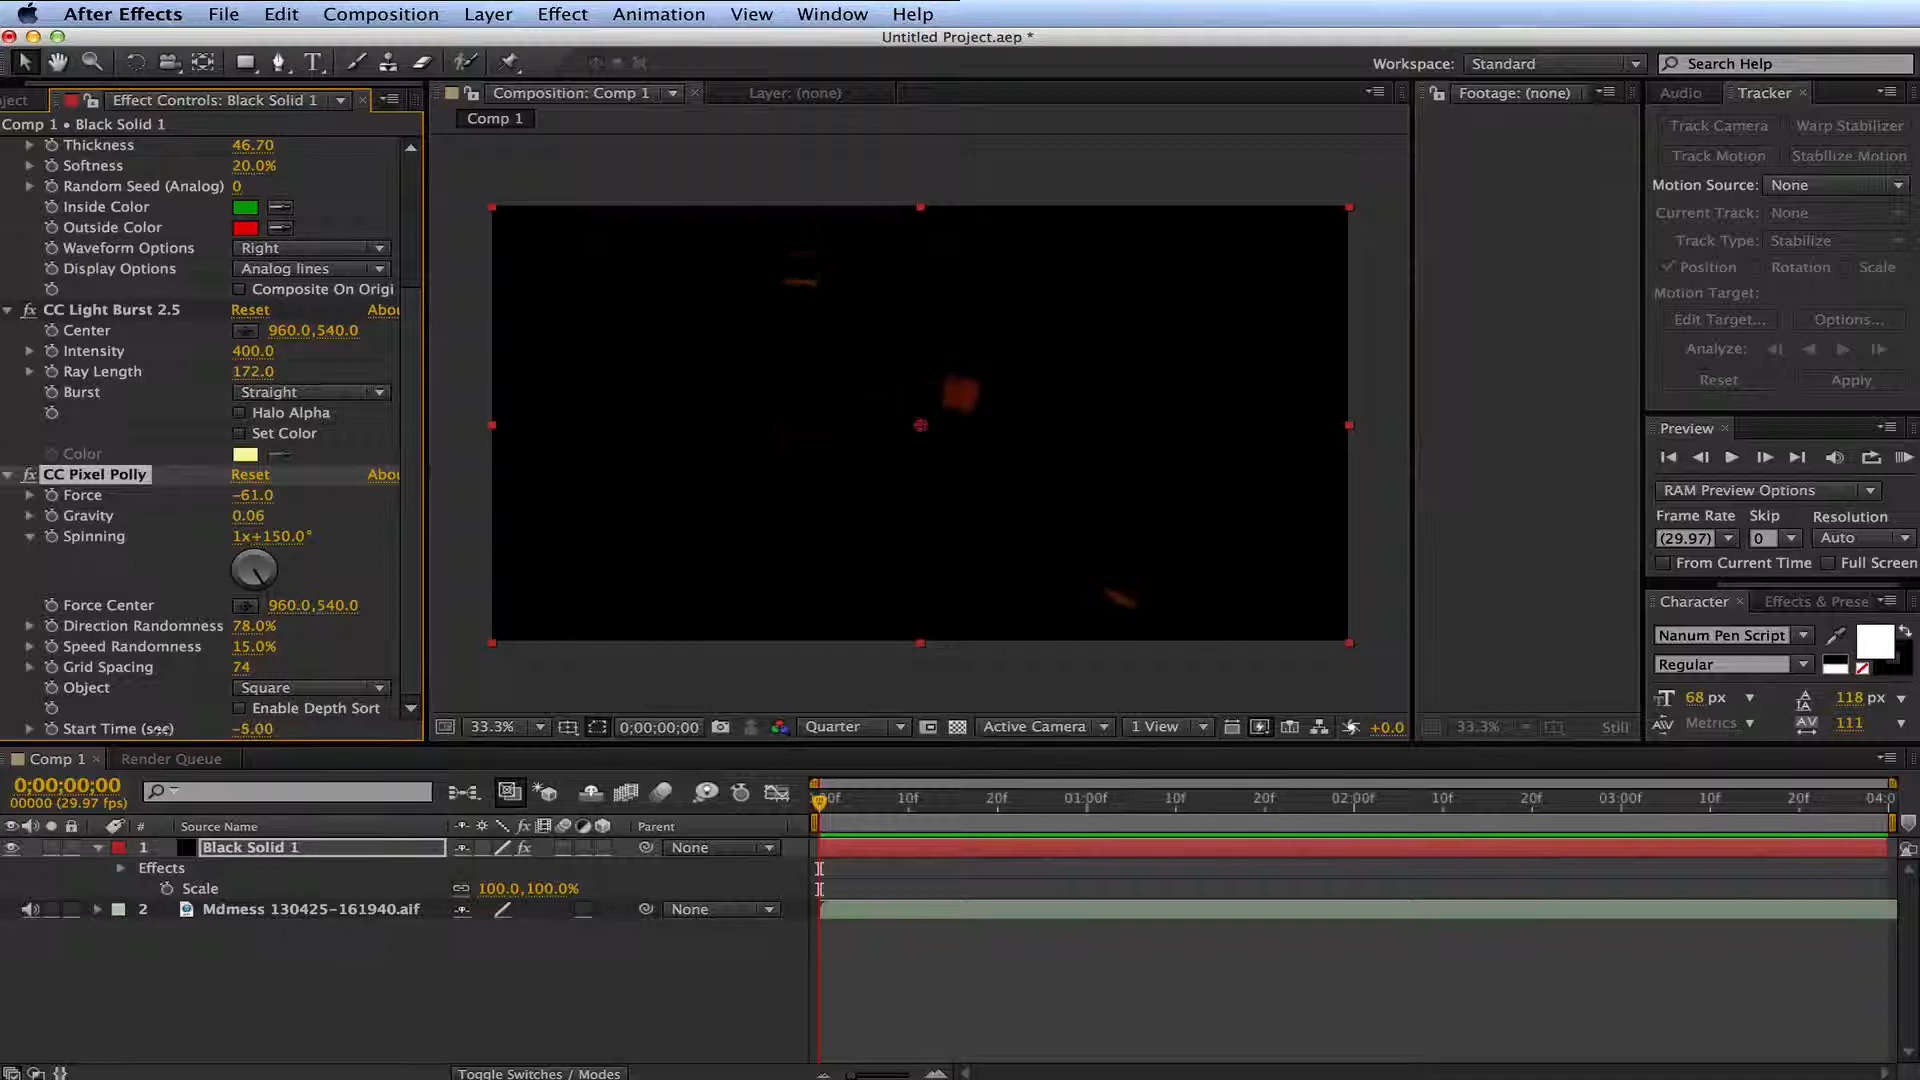 After Effects File Edit Composition Layer Effect Animation View Window Help
Untitled Project.aep *
Workspace: Standard Search Help
ject Effect Controls: Black Solid 1
Comp 1 • Black Solid 1
Thickness 46.70
Softness 20.0%
Random Seed (Analog) 0
Inside Color
Outside Color
Waveform Options Right
Display Options Analog lines
Composite On Origi
fx CC Light Burst 2.5 Reset Abou
Center 960.0,540.0
Intensity 400.0
Ray Length 172.0
Burst Straight
Halo Alpha
Set Color
Color
fx CC Pixel Polly Reset Abou
Force -61.0
Gravity 0.06
Spinning 1x+150.0°
Force Center 960.0,540.0
Direction Randomness 78.0%
Speed Randomness 15.0%
Grid Spacing 74
Object Square
Enable Depth Sort
Start Time (sec) -5.00
Composition: Comp 1 Layer: (none)
Comp 1
33.3% 0;00;00;00 Quarter Active Camera 1 View +0.0
Footage: (none)
33.3% Still
Audio Tracker
Track Camera Warp Stabilizer
Track Motion Stabilize Motion
Motion Source: None
Current Track: None
Track Type: Stabilize
Position Rotation Scale
Motion Target:
Edit Target... Options...
Analyze:
Reset Apply
Preview
RAM Preview Options
Frame Rate Skip Resolution
(29.97) 0 Auto
From Current Time Full Screen
Character Effects & Prese
Nanum Pen Script
Regular
68 px 118 px
Metrics 111
Comp 1 Render Queue
0;00;00;00
00000 (29.97 fps)
:00f 10f 20f 01:00f 10f 20f 02:00f 10f 20f 03:00f 10f 20f 04:0
# Source Name fx Parent
1 Black Solid 1 fx None
Effects
Scale 100.0,100.0%
2 Mdmess 130425-161940.aif None
Toggle Switches / Modes